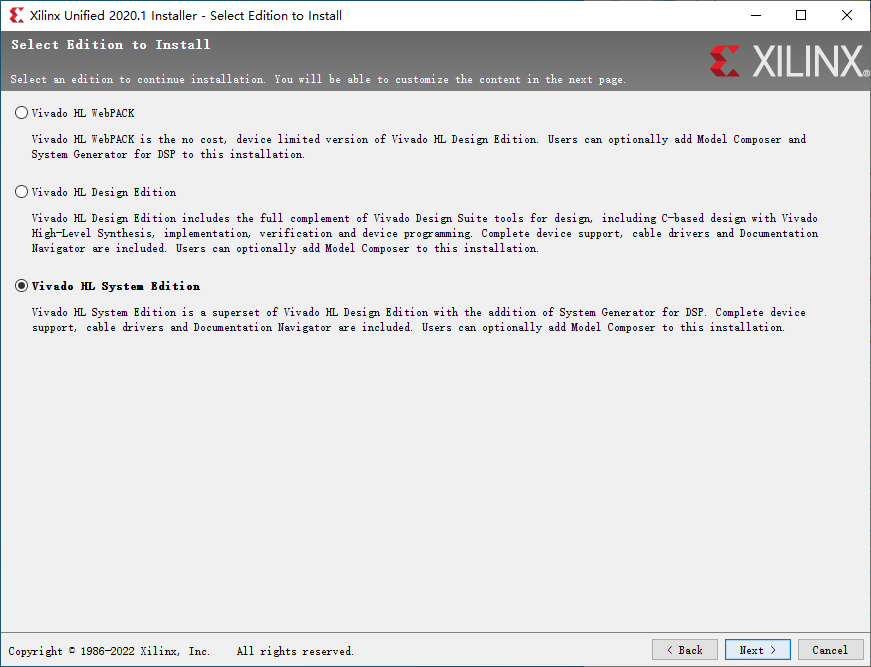 Xilinx Unified 2020.1 Installer - Select Edition to Install
Select Edition to Install
XILINX®
Select an edition to continue installation. You will be able to customize the content in the next page.
Vivado HL WebPACK
Vivado HL WebPACK is the no cost, device limited version of Vivado HL Design Edition. Users can optionally add Model Composer and
System Generator for DSP to this installation.
Vivado HL Design Edition
Vivado HL Design Edition includes the full complement of Vivado Design Suite tools for design, including C-based design with Vivado
High-Level Synthesis, implementation, verification and device programming. Complete device support, cable drivers and Documentation
Navigator are included. Users can optionally add Model Composer to this installation.
Vivado HL System Edition
Vivado HL System Edition is a superset of Vivado HL Design Edition with the addition of System Generator for DSP. Complete device
support, cable drivers and Documentation Navigator are included. Users can optionally add Model Composer to this installation.
Copyright © 1986-2022 Xilinx, Inc. All rights reserved.
< Back
Next >
Cancel